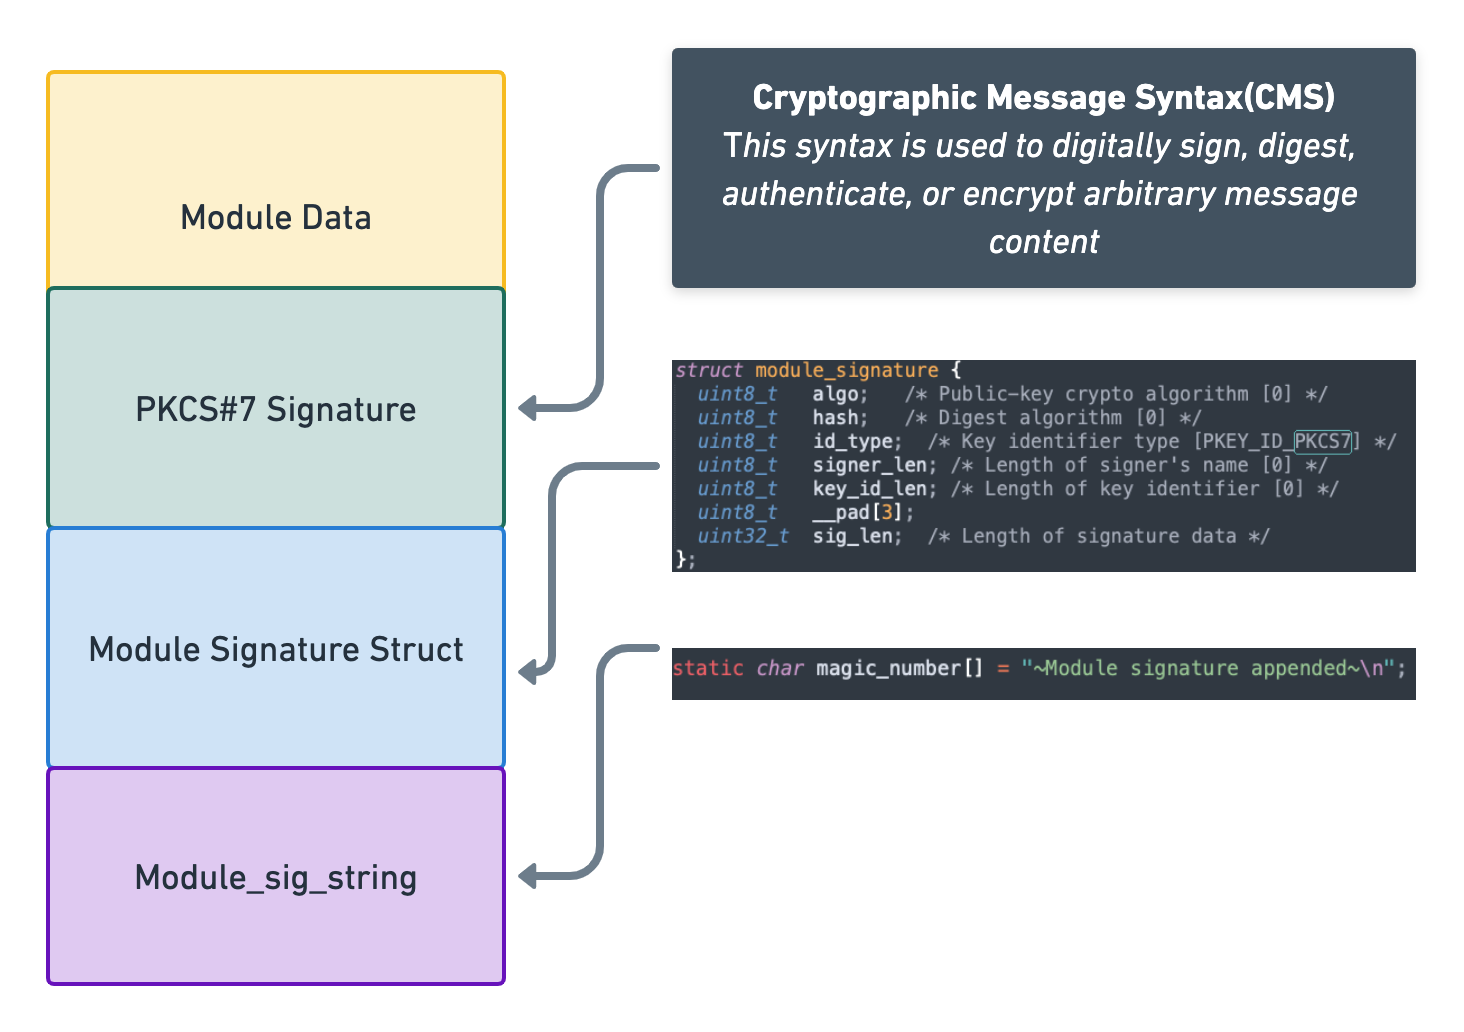 Module Data
PKCS#7 Signature
Module Signature Struct
Module_sig_string
Cryptographic Message Syntax(CMS)
This syntax is used to digitally sign, digest,
authenticate, or encrypt arbitrary message
content
struct module_signature {
  uint8_t   algo;   /* Public-key crypto algorithm [0] */
  uint8_t   hash;   /* Digest algorithm [0] */
  uint8_t   id_type;  /* Key identifier type [PKEY_ID_PKCS7] */
  uint8_t   signer_len; /* Length of signer's name [0] */
  uint8_t   key_id_len; /* Length of key identifier [0] */
  uint8_t   __pad[3];
  uint32_t  sig_len;  /* Length of signature data */
};
static char magic_number[] = "~Module signature appended~\n";